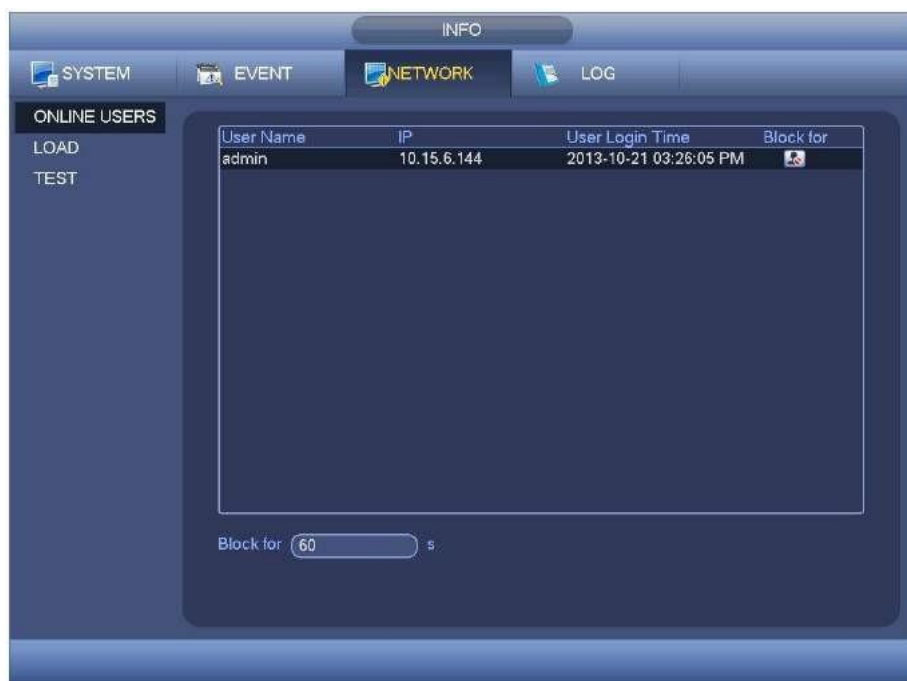 INFO
SYSTEM EVENT NETWORK LOG
ONLINE USERS
LOAD
TEST
User Name IP User Login Time Block for
admin 10.15.6.144 2013-10-21 03:26:05 PM
Block for 60 s